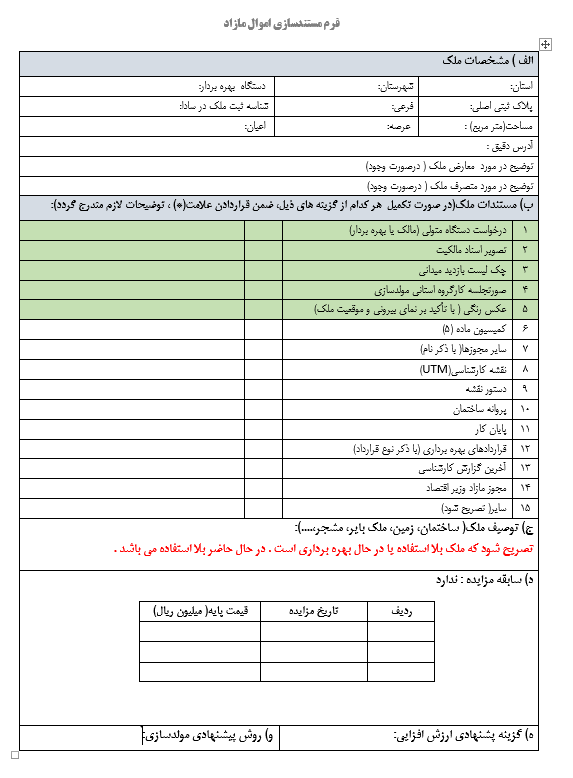 فرم مستندسازی اموال مازاد
الف ) مشخصات ملک
استان: شهرستان: دستگاه بهره بردار:
پلاک ثبتی اصلی: فرعی: شناسه ثبت ملک در سادا:
مساحت(متر مربع) : عرصه: اعیان:
آدرس دقیق :
توضیح در مورد معارض ملک ( درصورت وجود)
توضیح در مورد متصرف ملک ( درصورت وجود)
ب) مستندات ملک(در صورت تکمیل هر کدام از گزینه های ذیل، ضمن قراردادن علامت(*) ، توضیحات لازم مندرج گردد):
۱ درخواست دستگاه متولی (مالک یا بهره بردار)
۲ تصویر اسناد مالکیت
۳ چک لیست بازدید میدانی
۴ صورتجلسه کارگروه استانی مولدسازی
۵ عکس رنگی ( با تأکید بر نمای بیرونی و موقعیت ملک)
۶ کمیسیون ماده (۵)
۷ سایر مجوزها( با ذکر نام)
۸ نقشه کارشناسی(UTM)
۹ دستور نقشه
۱۰ پروانه ساختمان
۱۱ پایان کار
۱۲ قراردادهای بهره برداری (با ذکر نوع قرارداد)
۱۳ آخرین گزارش کارشناسی
۱۴ مجوز مازاد وزیر اقتصاد
۱۵ سایر( تصریح شود)
ج) توصیف ملک( ساختمان، زمین، ملک بایر، مشجر،....):
تصریح شود که ملک بلا استفاده یا در حال بهره برداری است . در حال حاضر بلا استفاده می باشد .
د) سابقه مزایده : ندارد
ردیف تاریخ مزایده قیمت پایه( میلیون ریال)
ه) گزینه پشنهادی ارزش افزایی: و) روش پیشنهادی مولدسازی: